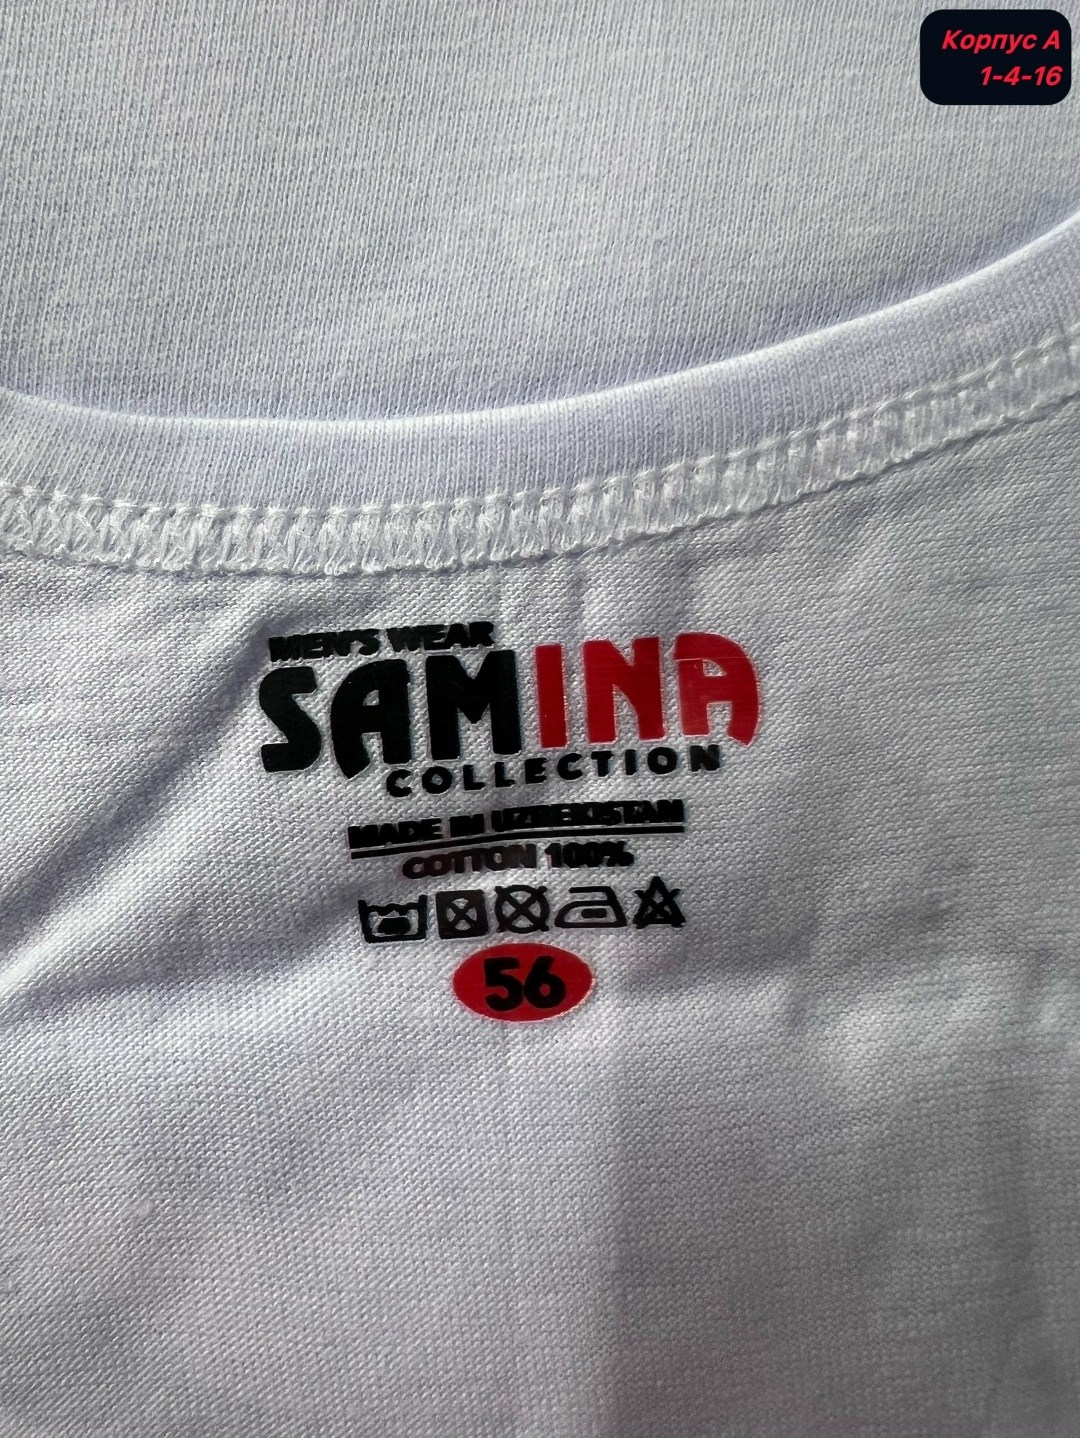 Корпус А
1-4-16
MEN'S WEAR
SAMINA
COLLECTION
MADE IN UZBEKISTAN
COTTON 100%
56